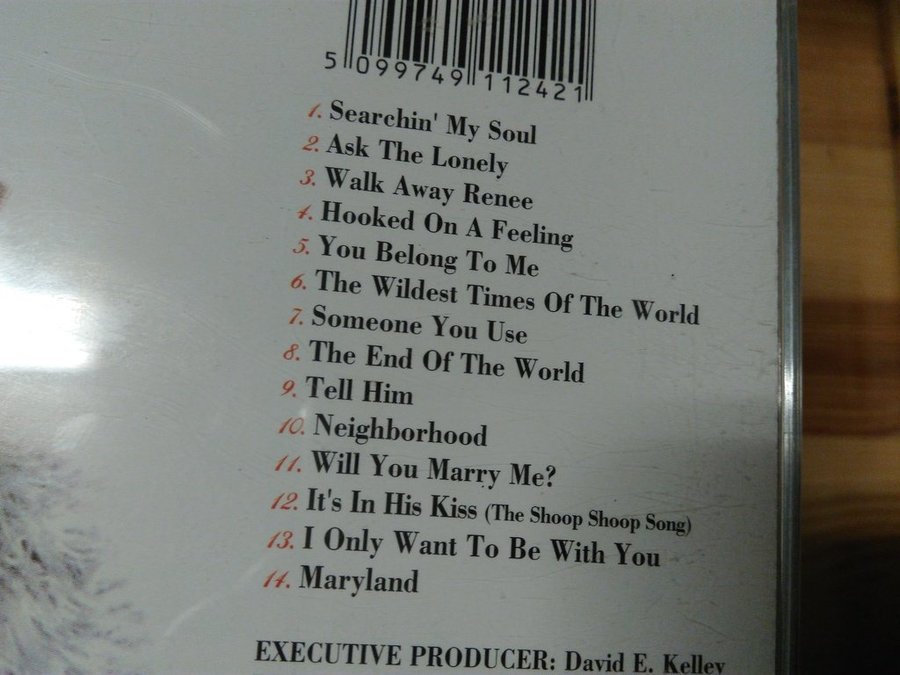 5 099749 112421
1. Searchin' My Soul
2. Ask The Lonely
3. Walk Away Renee
4. Hooked On A Feeling
5. You Belong To Me
6. The Wildest Times Of The World
7. Someone You Use
8. The End Of The World
9. Tell Him
10. Neighborhood
11. Will You Marry Me?
12. It's In His Kiss (The Shoop Shoop Song)
13. I Only Want To Be With You
14. Maryland
EXECUTIVE PRODUCER: David E. Kelley